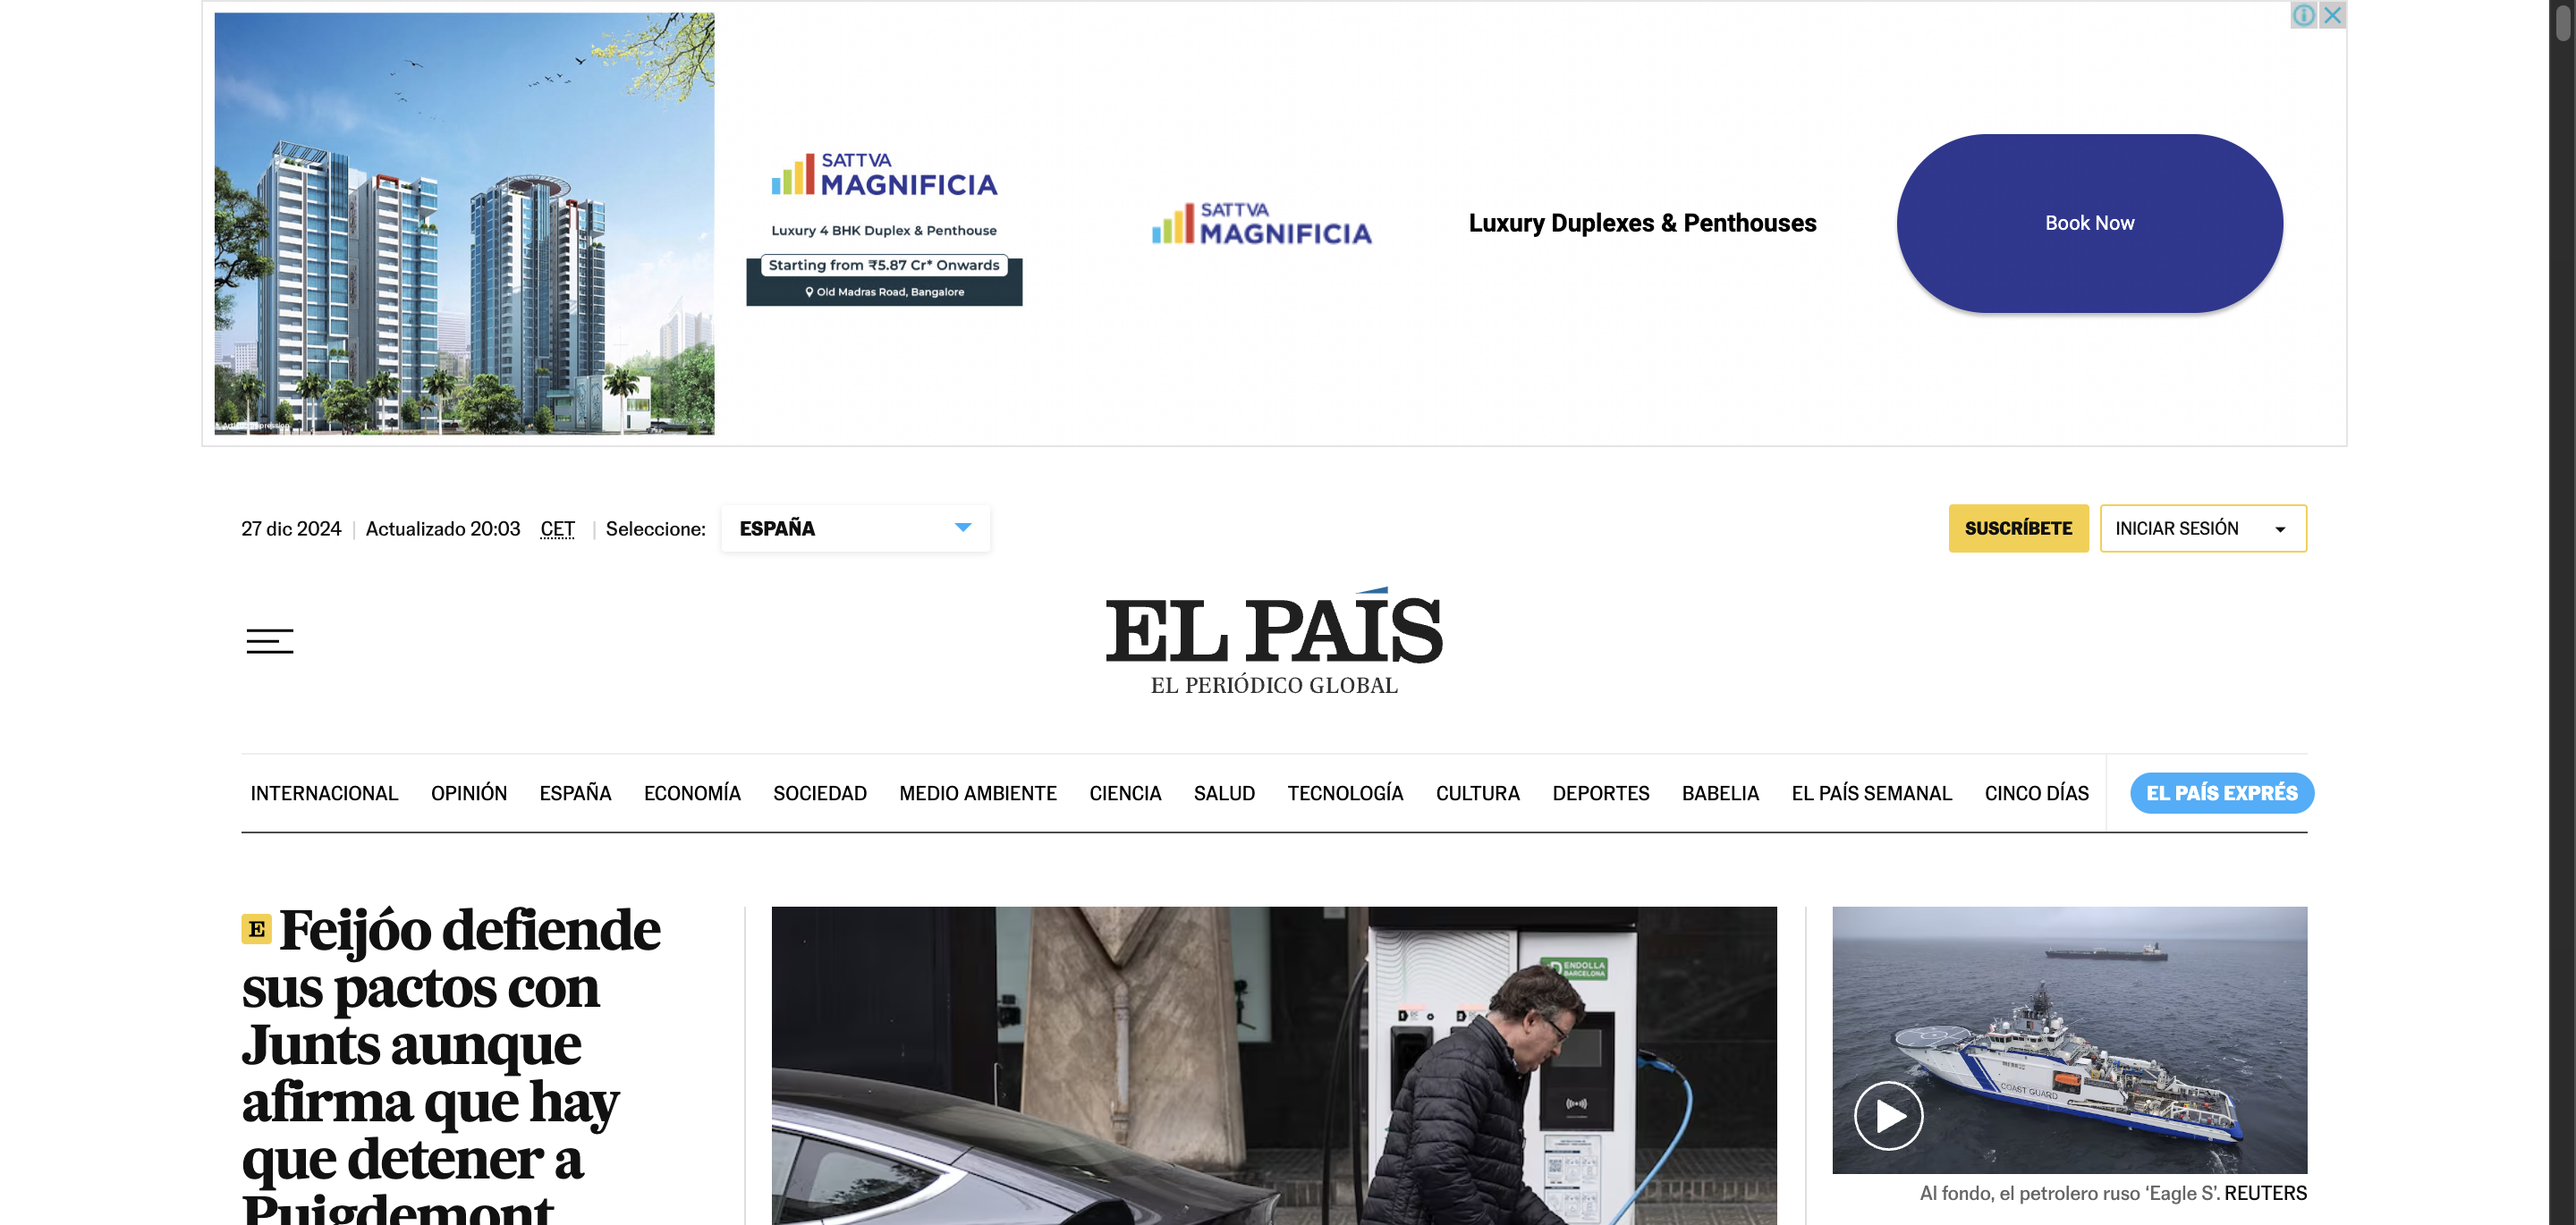 SATTVA
MAGNIFICIA
Luxury 4 BHK Duplex & Penthouse
Starting from ₹5.87 Cr* Onwards
Old Madras Road, Bangalore
SATTVA
MAGNIFICIA
Luxury Duplexes & Penthouses
Book Now
27 dic 2024 | Actualizado 20:03 CET | Seleccione: ESPAÑA
SUSCRÍBETE
INICIAR SESIÓN
EL PAÍS
EL PERIÓDICO GLOBAL
INTERNACIONAL OPINIÓN ESPAÑA ECONOMÍA SOCIEDAD MEDIO AMBIENTE CIENCIA SALUD TECNOLOGÍA CULTURA DEPORTES BABELIA EL PAÍS SEMANAL CINCO DÍAS EL PAÍS EXPRÉS
E Feijóo defiende
sus pactos con
Junts aunque
afirma que hay
que detener a
Puigdemont
ENDOLLA
BARCELONA
COAST GUARD
Al fondo, el petrolero ruso ‘Eagle S’. REUTERS